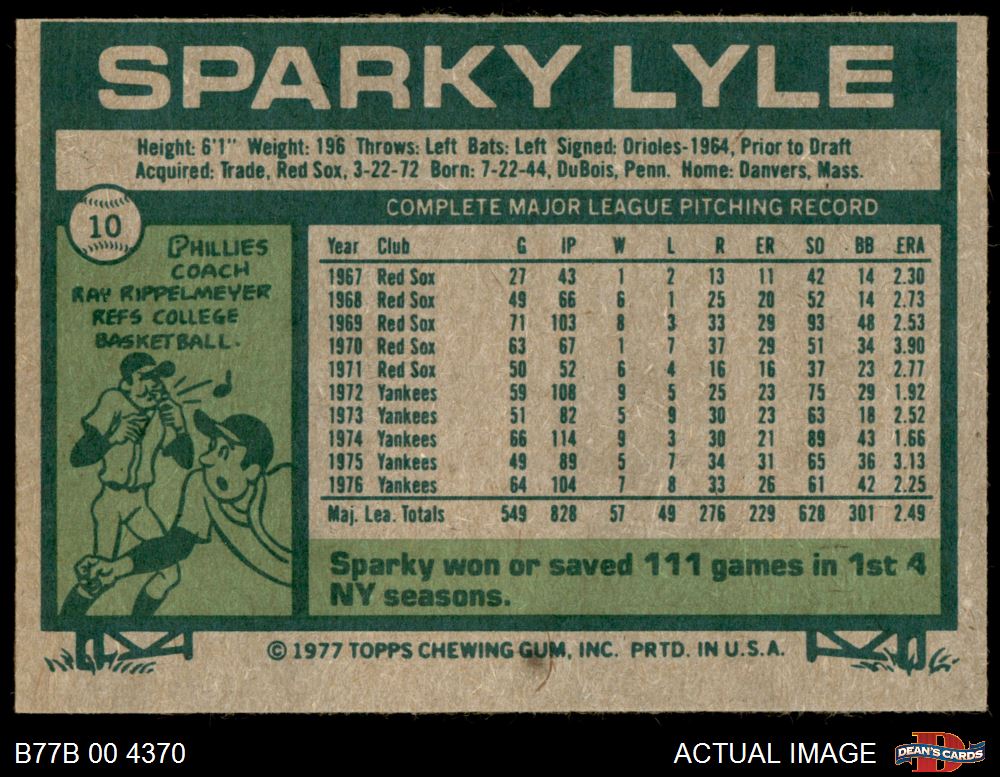 SPARKY LYLE
Height: 6'1" Weight: 196 Throws: Left Bats: Left Signed: Orioles-1964, Prior to Draft
Acquired: Trade, Red Sox, 3-22-72 Born: 7-22-44, DuBois, Penn. Home: Danvers, Mass.
10
PHILLIES
COACH
RAY RIPPELMEYER
REFS COLLEGE
BASKETBALL.
COMPLETE MAJOR LEAGUE PITCHING RECORD
Year Club G IP W L R ER SO BB ERA
1967 Red Sox 27 43 1 2 13 11 42 14 2.30
1968 Red Sox 49 66 6 1 25 20 52 14 2.73
1969 Red Sox 71 103 8 3 33 29 93 48 2.53
1970 Red Sox 63 67 1 7 37 29 51 34 3.90
1971 Red Sox 50 52 6 4 16 16 37 23 2.77
1972 Yankees 59 108 9 5 25 23 75 29 1.92
1973 Yankees 51 82 5 9 30 23 63 18 2.52
1974 Yankees 66 114 9 3 30 21 89 43 1.66
1975 Yankees 49 89 5 7 34 31 65 36 3.13
1976 Yankees 64 104 7 8 33 26 61 42 2.25
Maj. Lea. Totals 549 828 57 49 276 229 628 301 2.49
Sparky won or saved 111 games in 1st 4
NY seasons.
© 1977 TOPPS CHEWING GUM, INC. PRTD. IN U.S.A.
B77B 00 4370
ACTUAL IMAGE
D
DEAN'S CARDS